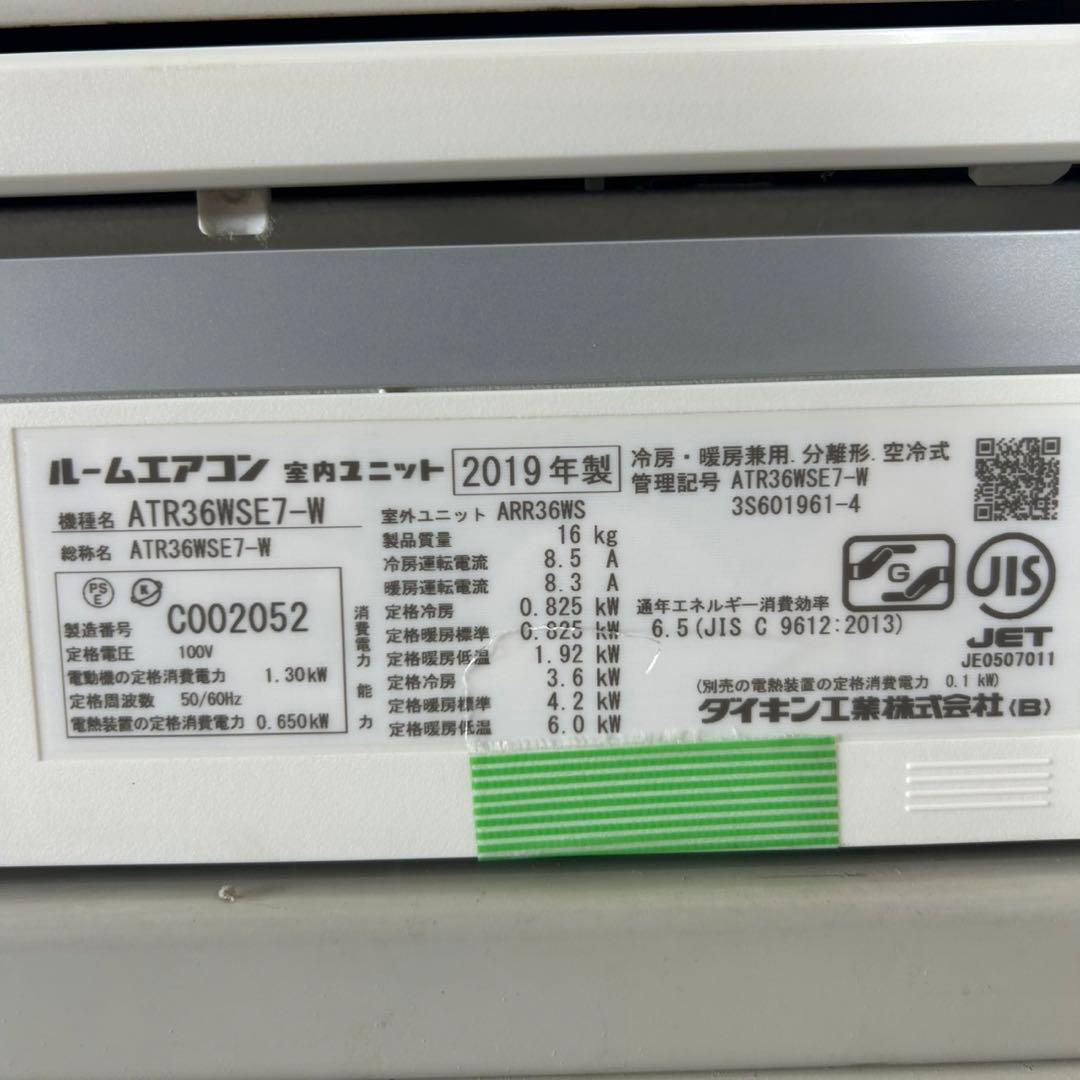 ルームエアコン 室内ユニット 2019年製
冷房・暖房兼用.分離形.空冷式
管理記号 ATR36WSE7-W
3S601961-4
機種名 ATR36WSE7-W
総称名 ATR36WSE7-W
室外ユニット ARR36WS
製品質量 16 kg
冷房運転電流 8.5 A
暖房運転電流 8.3 A
消費電力
定格冷房 0.825 kW
定格暖房標準 0.825 kW
定格暖房低温 1.92 kW
能力
定格冷房 3.6 kW
定格暖房標準 4.2 kW
定格暖房低温 6.0 kW
PS
E
K
製造番号 C002052
定格電圧 100V
電動機の定格消費電力 1.30kW
定格周波数 50/60Hz
電熱装置の定格消費電力 0.650kW
通年エネルギー消費効率
6.5(JIS C 9612:2013)
G
JIS
JET
JE0507011
(別売の電熱装置の定格消費電力 0.1 kW)
ダイキン工業株式会社(B)